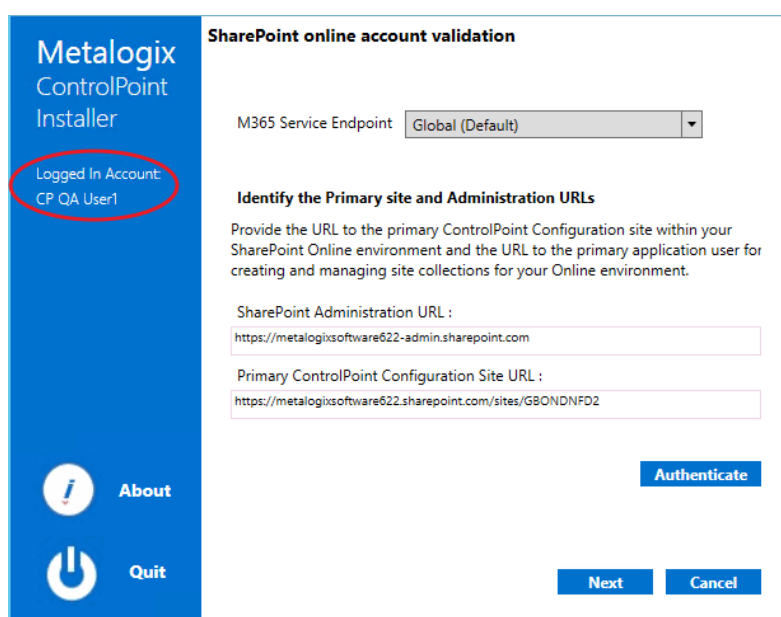 Metalogix
ControlPoint
Installer
Logged In Account:
CP QA User1
About
Quit
SharePoint online account validation
M365 Service Endpoint
Global (Default)
Identify the Primary site and Administration URLs
Provide the URL to the primary ControlPoint Configuration site within your
SharePoint Online environment and the URL to the primary application user for
creating and managing site collections for your Online environment.
SharePoint Administration URL :
https://metalogixsoftware622-admin.sharepoint.com
Primary ControlPoint Configuration Site URL :
https://metalogixsoftware622.sharepoint.com/sites/GBONDNFD2
Authenticate
Next
Cancel